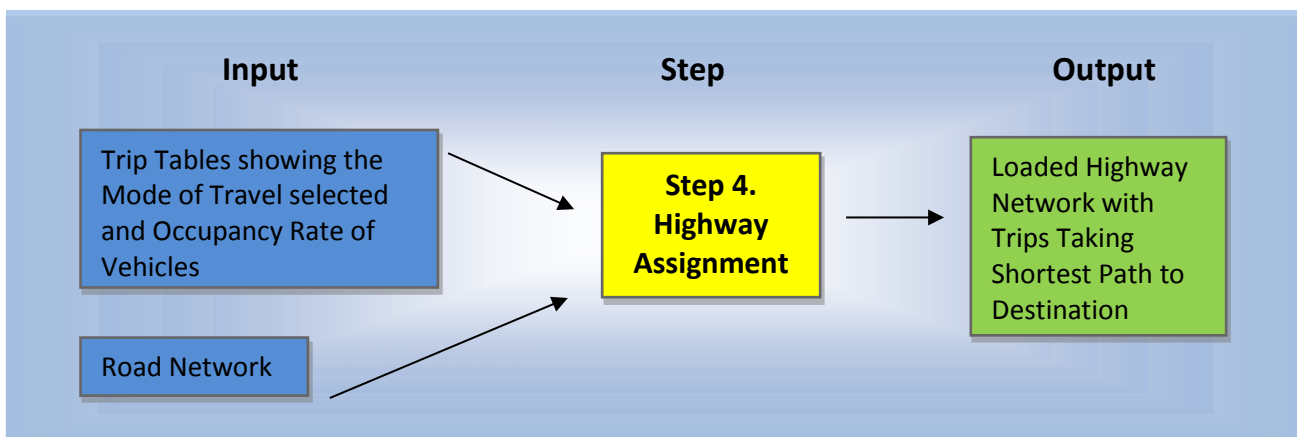 Input
Step
Output
Trip Tables showing the
Mode of Travel selected
and Occupancy Rate of
Vehicles
Road Network
Step 4.
Highway
Assignment
Loaded Highway
Network with
Trips Taking
Shortest Path to
Destination